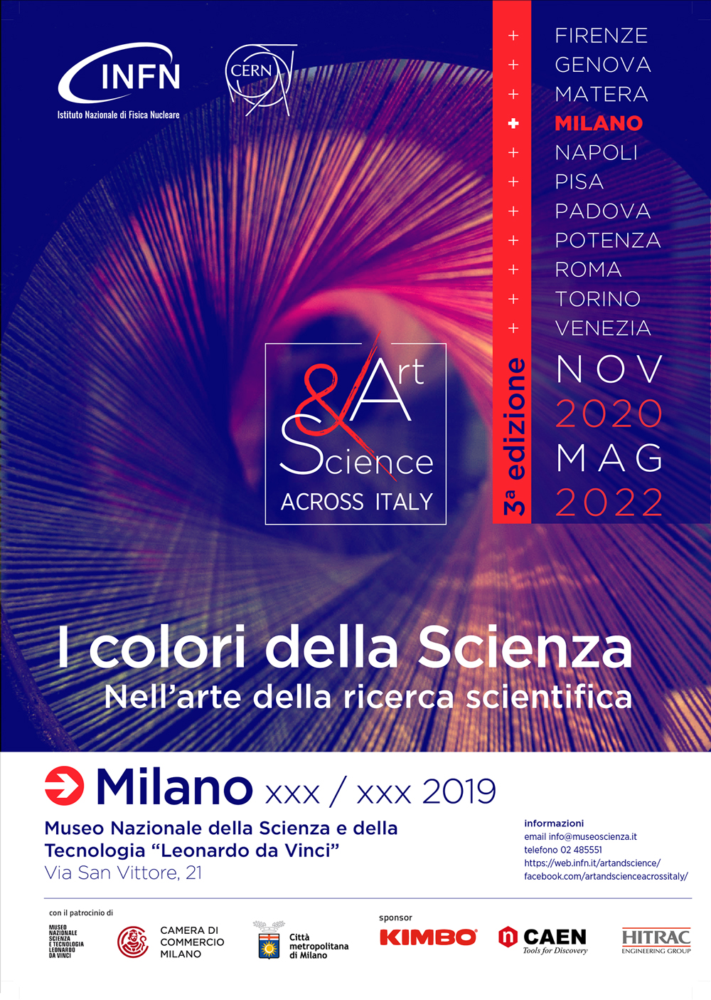 INFN
Istituto Nazionale di Fisica Nucleare
CERN
FIRENZE
GENOVA
MATERA
MILANO
NAPOLI
PISA
PADOVA
POTENZA
ROMA
TORINO
VENEZIA
NOV
2020
MAG
2022
3ª edizione
& Art
Science
ACROSS ITALY
I colori della Scienza
Nell’arte della ricerca scientifica
Milano xxx / xxx 2019
Museo Nazionale della Scienza e della
Tecnologia “Leonardo da Vinci”
Via San Vittore, 21
informazioni
email info@museoscienza.it
telefono 02 485551
https://web.infn.it/artandscience/
facebook.com/artandscienceacrossitaly/
con il patrocinio di
MUSEO
NAZIONALE
SCIENZA
E TECNOLOGIA
LEONARDO
DA VINCI
CAMERA DI
COMMERCIO
MILANO
Città
metropolitana
di Milano
sponsor
KIMBO®
n CAEN
Tools for Discovery
HITRAC
ENGINEERING GROUP